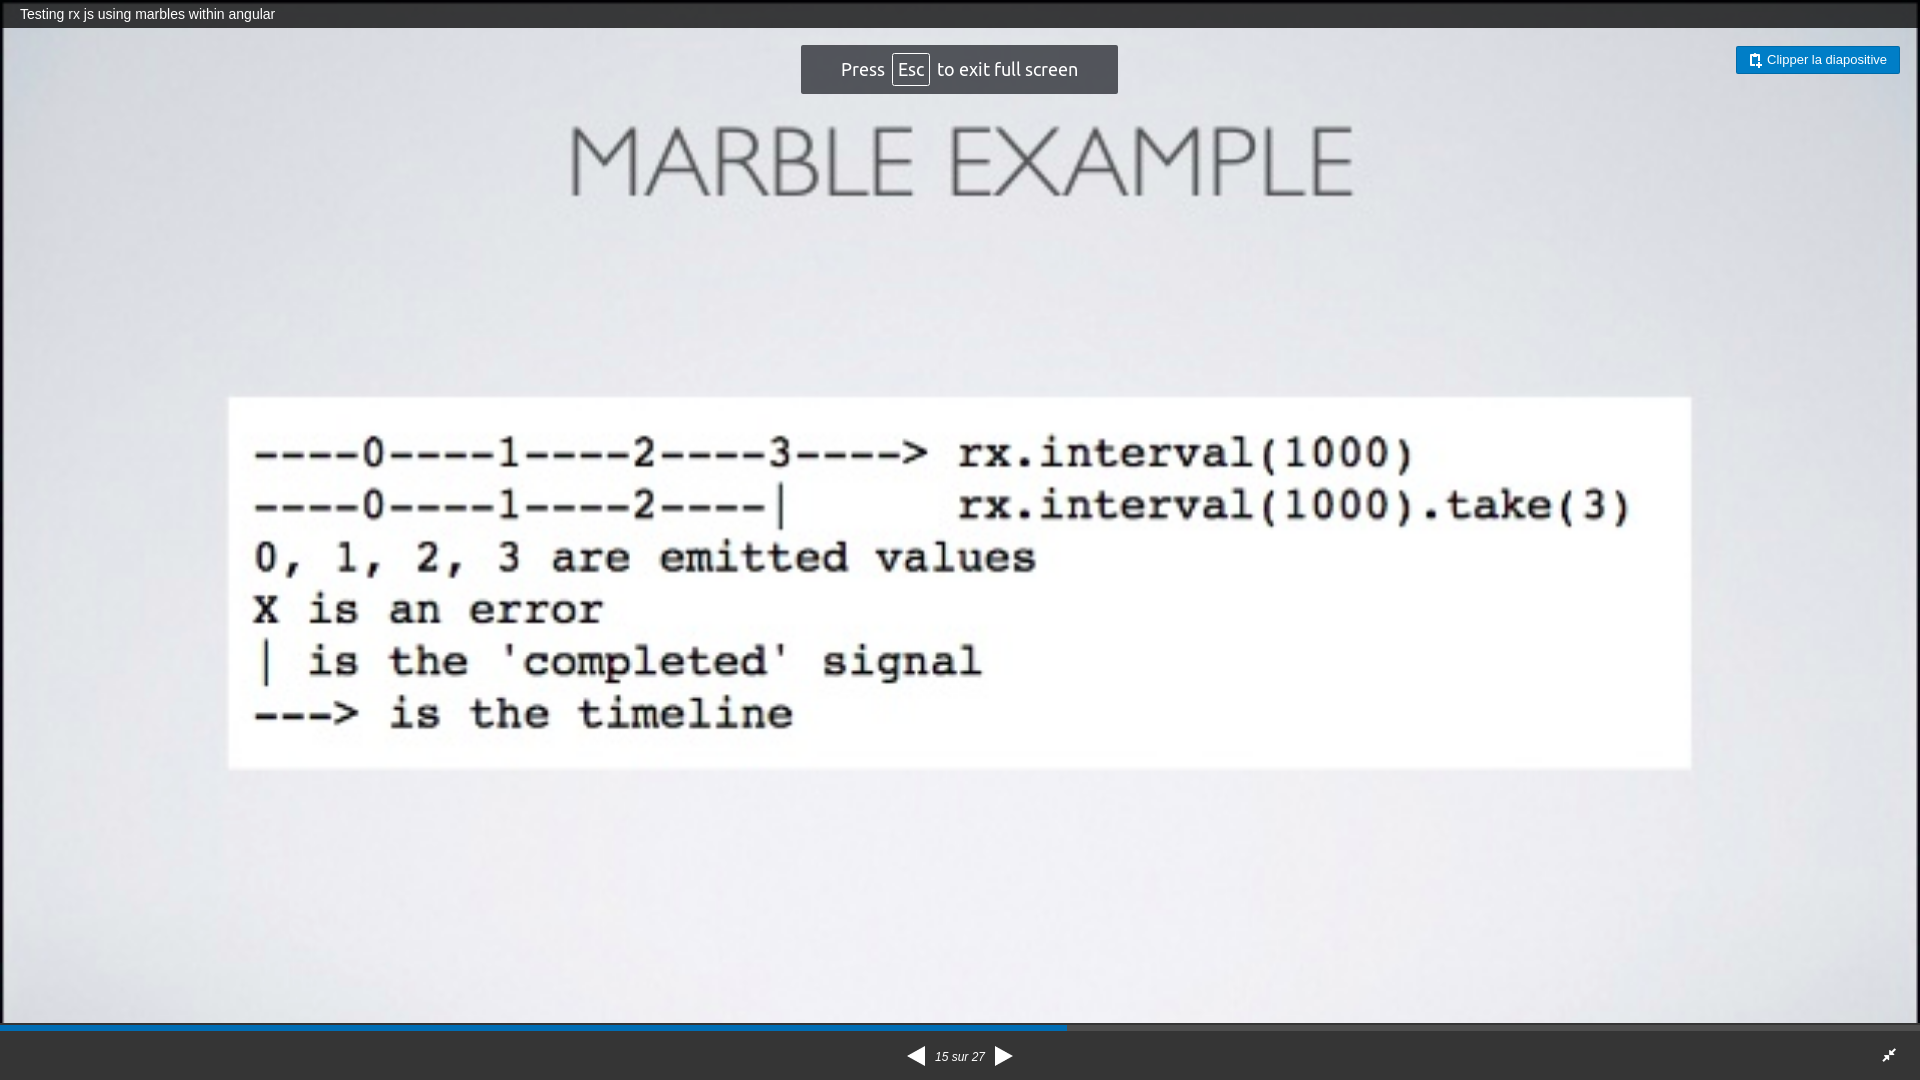 Testing rx js using marbles within angular
Press Esc to exit full screen
Clipper la diapositive
MARBLE EXAMPLE
----0----1----2----3----> rx.interval(1000)
----0----1----2----|      rx.interval(1000).take(3)
0, 1, 2, 3 are emitted values
X is an error
| is the 'completed' signal
---> is the timeline
15 sur 27